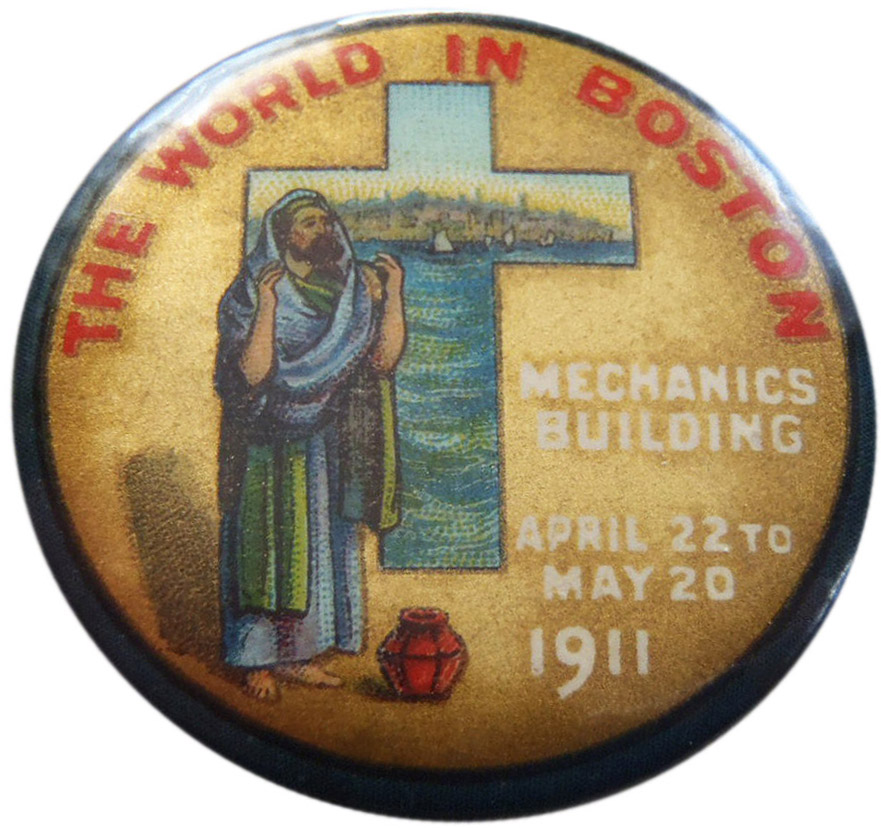 THE WORLD IN BOSTON
MECHANICS
BUILDING
APRIL 22 TO
MAY 20
1911